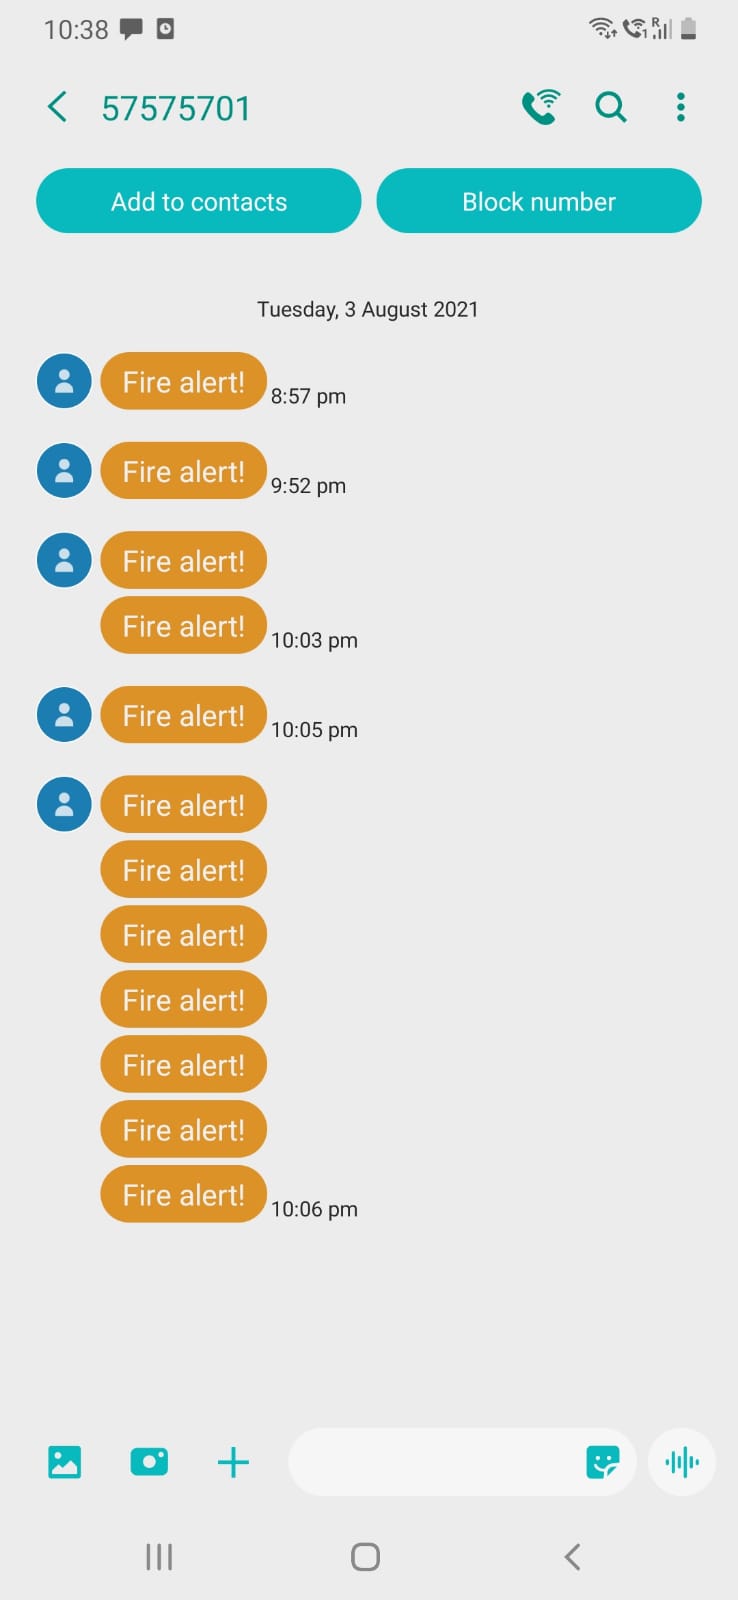 10:38
57575701
Add to contacts
Block number
Tuesday, 3 August 2021
Fire alert!
8:57 pm
Fire alert!
9:52 pm
Fire alert!
Fire alert!
10:03 pm
Fire alert!
10:05 pm
Fire alert!
Fire alert!
Fire alert!
Fire alert!
Fire alert!
Fire alert!
Fire alert!
10:06 pm